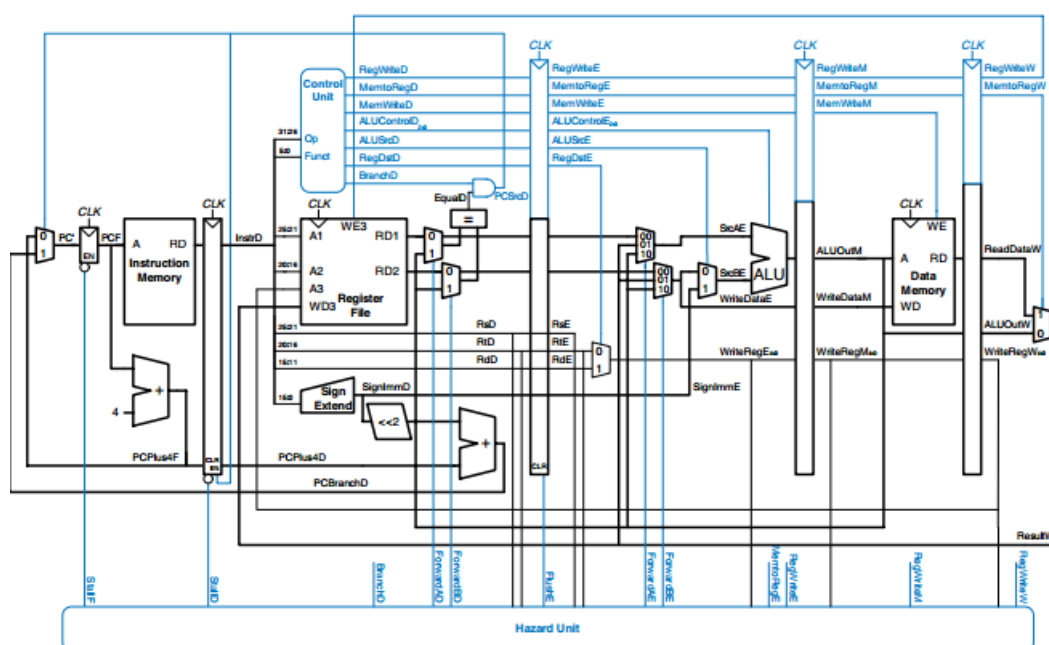 CLK CLK CLK
RegWriteD RegWriteE RegWriteM RegWriteW
Control Unit
MemtoRegD MemtoRegE MemtoRegM MemtoRegW
MemWriteD MemWriteE MemWriteM
ALUControlD ALUControlE
31:26 Op
ALUSrcD ALUSrcE
5:0 Funct
RegDstD RegDstE
BranchD
EqualD PCSrcD
CLK CLK CLK CLK
=
0 1 PC' PCF EN
A RD Instruction Memory
InstrD
25:21 A1 WE3 RD1 0 1
00 01 10 SrcAE
WE
20:16 A2 RD2 0 1
00 01 10 0 1 SrcBE ALU ALUOutM
A RD ReadDataW
A3
Data Memory
WD3 Register File
WriteDataE WriteDataM WD
25:21 RsD RsE
1 0 ALUOutW
20:16 RtD RtE
15:11 RdD RdE 0 1
WriteRegE WriteRegM WriteRegW
15:0 Sign Extend SignImmD SignImmE
4 +
<<2 +
PCPlus4F CLR EN PCPlus4D CLR
PCBranchD
StallF StallD BranchD ForwardAD ForwardBD FlushE ForwardAE ForwardBE MemtoRegE RegWriteE RegWriteM RegWriteW
Hazard Unit